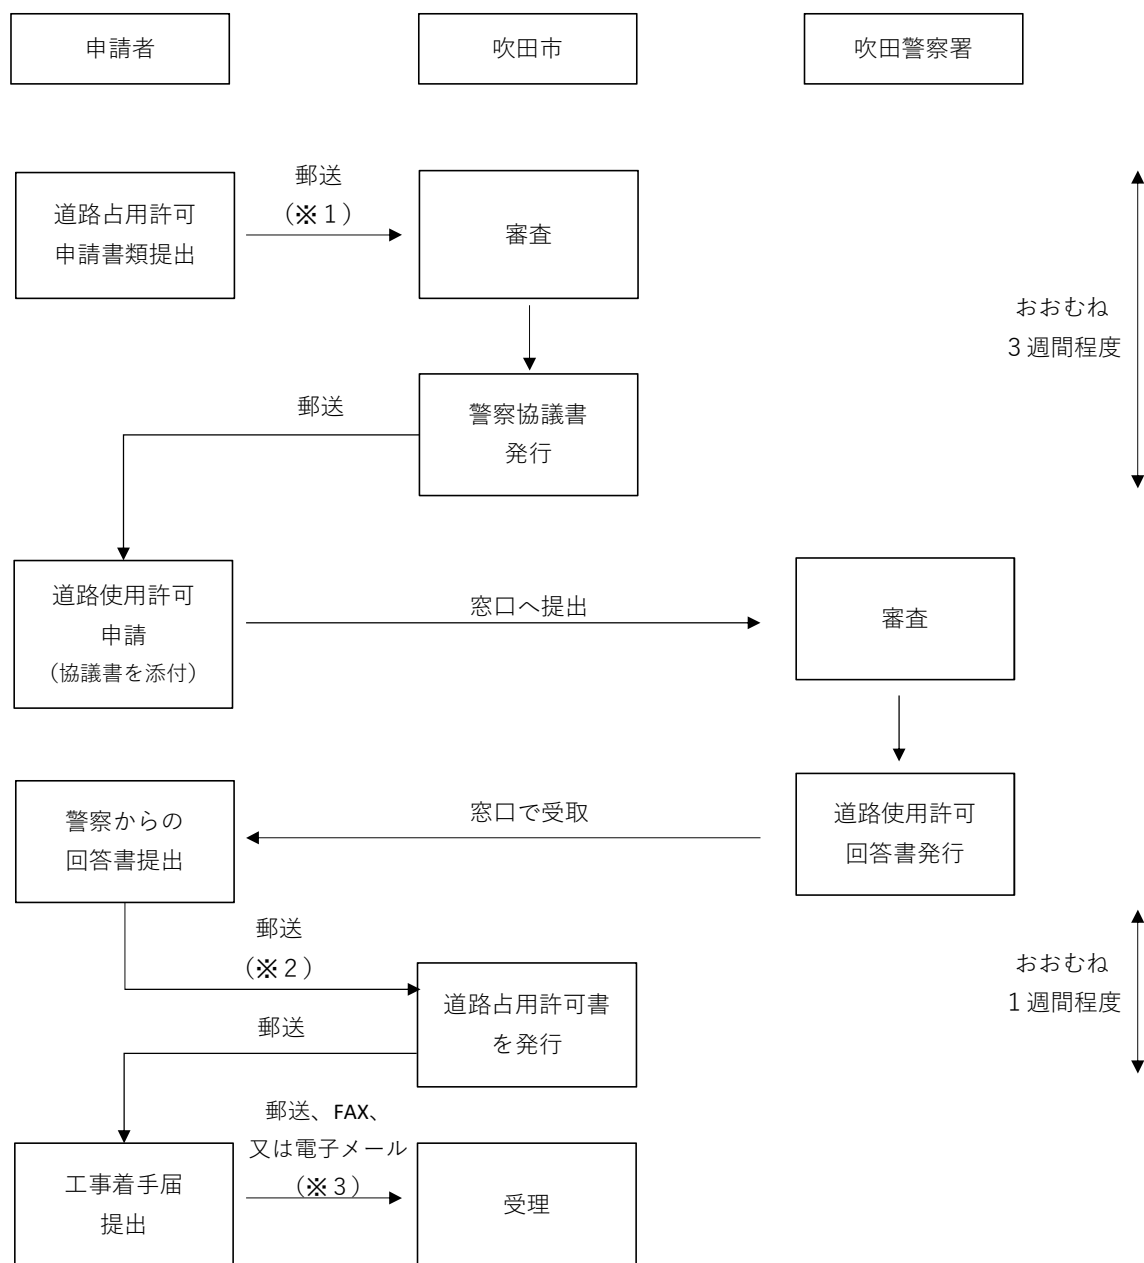 申請者
吹田市
吹田警察署
郵送
（※１）
道路占用許可
申請書類提出
審査
おおむね
３週間程度
郵送
警察協議書
発行
道路使用許可
申請
（協議書を添付）
窓口へ提出
審査
警察からの
回答書提出
窓口で受取
道路使用許可
回答書発行
郵送
（※２）
おおむね
１週間程度
道路占用許可書
を発行
郵送
郵送、FAX、
又は電子メール
（※３）
工事着手届
提出
受理